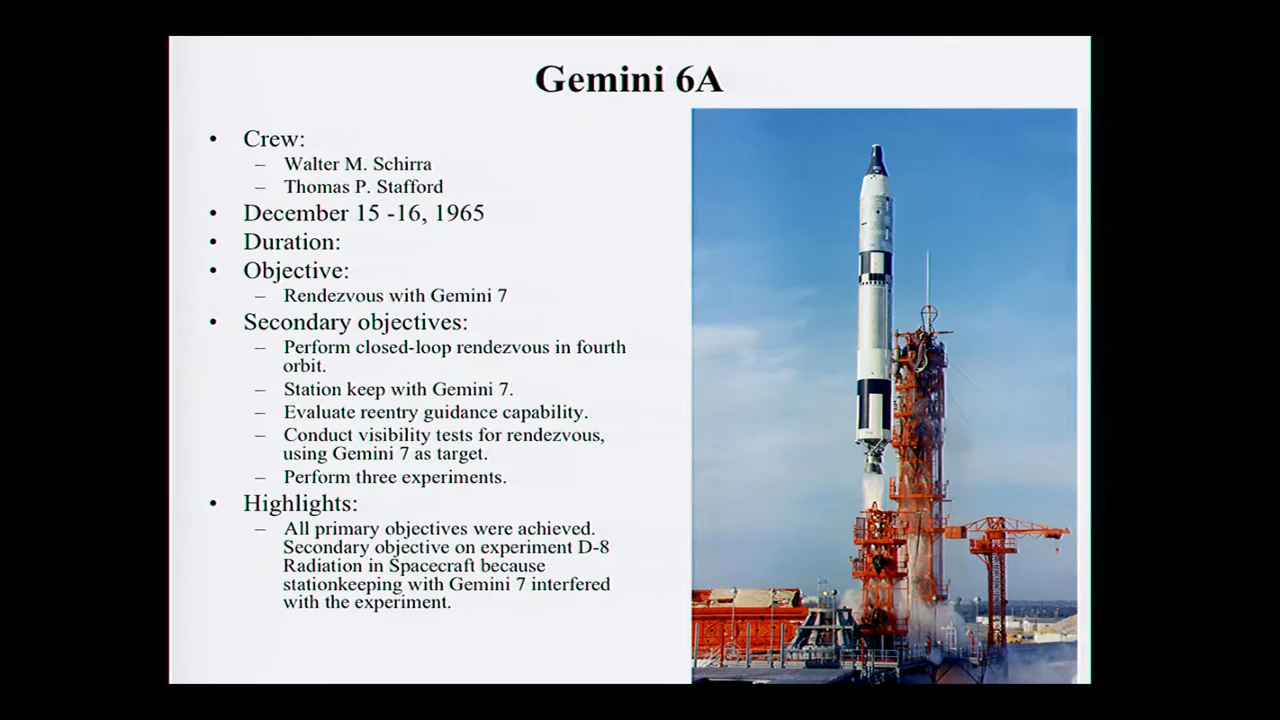 Gemini 6A
• Crew:
– Walter M. Schirra
– Thomas P. Stafford
• December 15 -16, 1965
• Duration:
• Objective:
– Rendezvous with Gemini 7
• Secondary objectives:
– Perform closed-loop rendezvous in fourth
orbit.
– Station keep with Gemini 7.
– Evaluate reentry guidance capability.
– Conduct visibility tests for rendezvous,
using Gemini 7 as target.
– Perform three experiments.
• Highlights:
– All primary objectives were achieved.
Secondary objective on experiment D-8
Radiation in Spacecraft because
stationkeeping with Gemini 7 interfered
with the experiment.